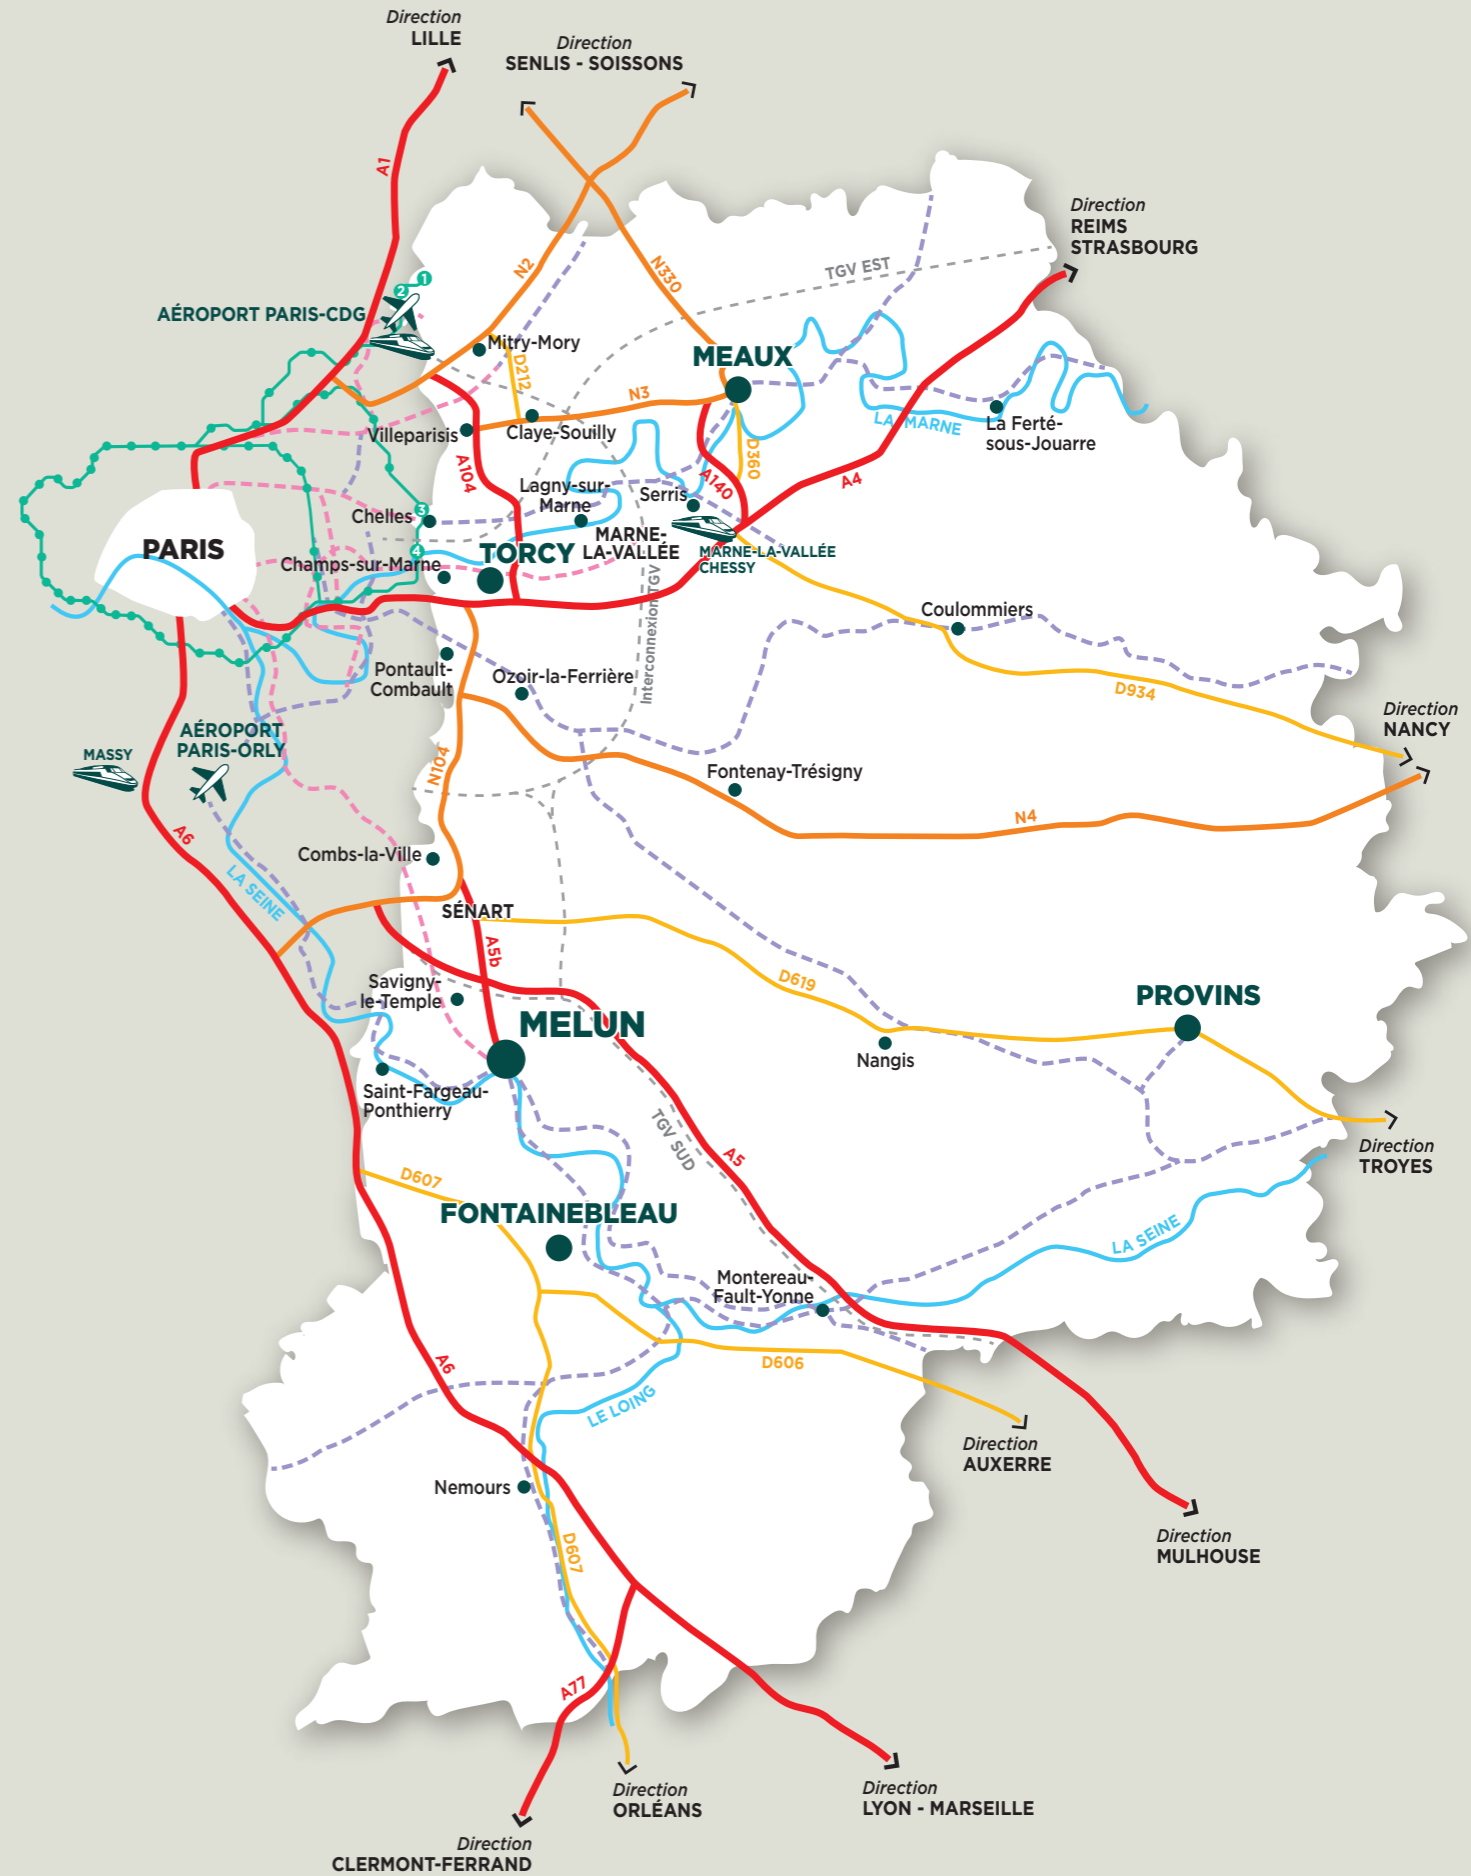 Direction
LILLE
Direction
SENLIS - SOISSONS
A1
Direction
REIMS
STRASBOURG
N2
N330
TGV EST
1
2
AÉROPORT PARIS-CDG
Mitry-Mory
D212
MEAUX
N3
Villeparisis
Claye-Souilly
LA MARNE
La Ferté-
sous-Jouarre
A104
D360
A140
A4
Lagny-sur-
Marne
Serris
Chelles
3
4
PARIS
MARNE-
LA-VALLÉE
TORCY
MARNE-LA-VALLÉE
CHESSY
Champs-sur-Marne
Interconnexion TGV
Coulommiers
Pontault-
Combault
Ozoir-la-Ferrière
D934
Direction
NANCY
AÉROPORT
PARIS-ORLY
MASSY
N104
Fontenay-Trésigny
N4
A6
Combs-la-Ville
LA SEINE
SÉNART
A5b
D619
Savigny-
le-Temple
MELUN
PROVINS
Nangis
Saint-Fargeau-
Ponthierry
TGV SUD
A5
Direction
TROYES
D607
FONTAINEBLEAU
LA SEINE
Montereau-
Fault-Yonne
A6
D606
LE LOING
Direction
AUXERRE
Nemours
D607
Direction
MULHOUSE
A77
Direction
ORLÉANS
Direction
LYON - MARSEILLE
Direction
CLERMONT-FERRAND